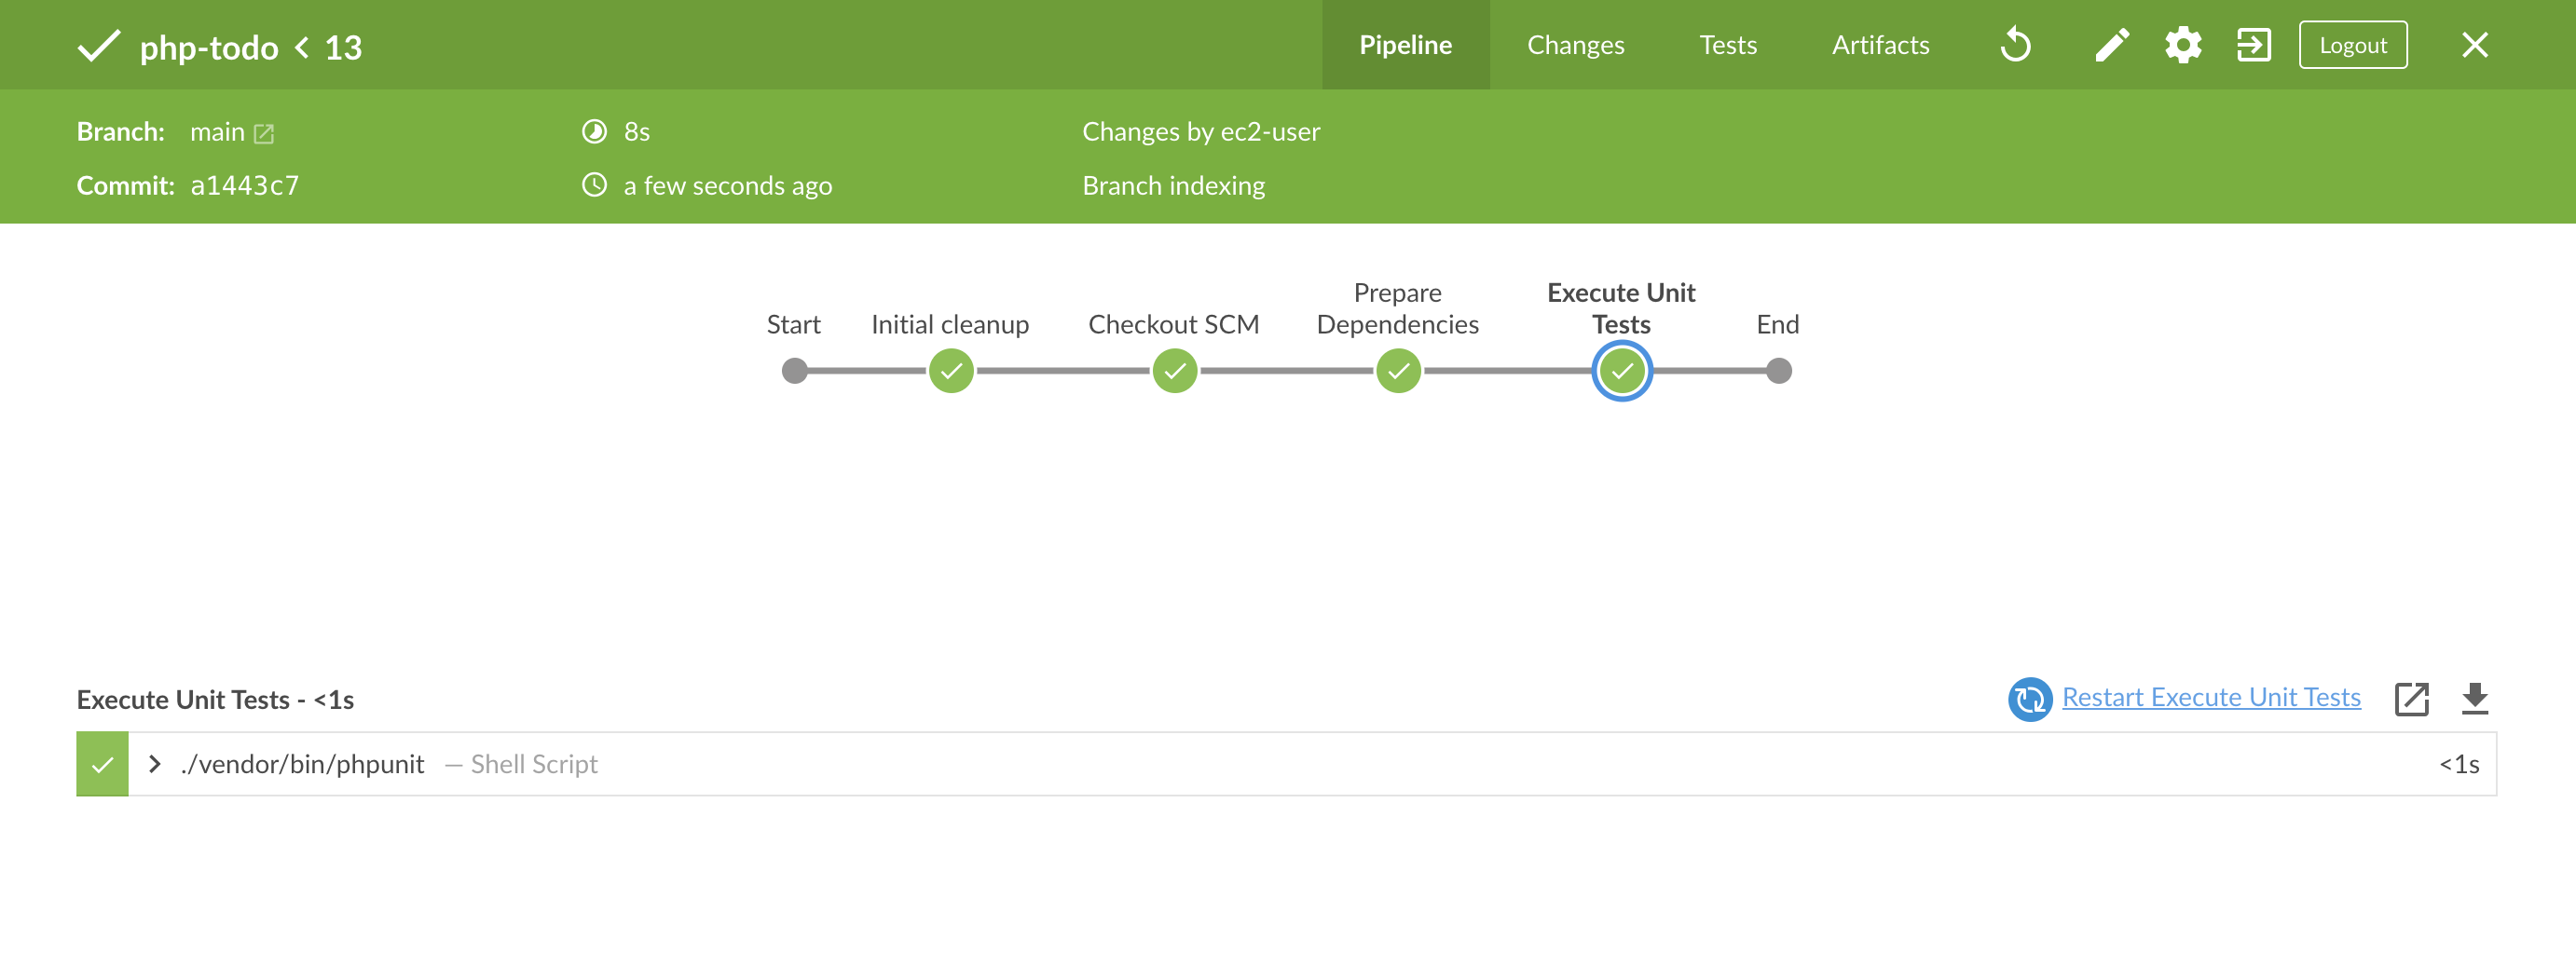 php-todo < 13
Pipeline
Changes
Tests
Artifacts
Logout
Branch: main
8s
Changes by ec2-user
Commit: a1443c7
a few seconds ago
Branch indexing
Start
Initial cleanup
Checkout SCM
Prepare
Dependencies
Execute Unit
Tests
End
Execute Unit Tests - <1s
Restart Execute Unit Tests
./vendor/bin/phpunit — Shell Script
<1s